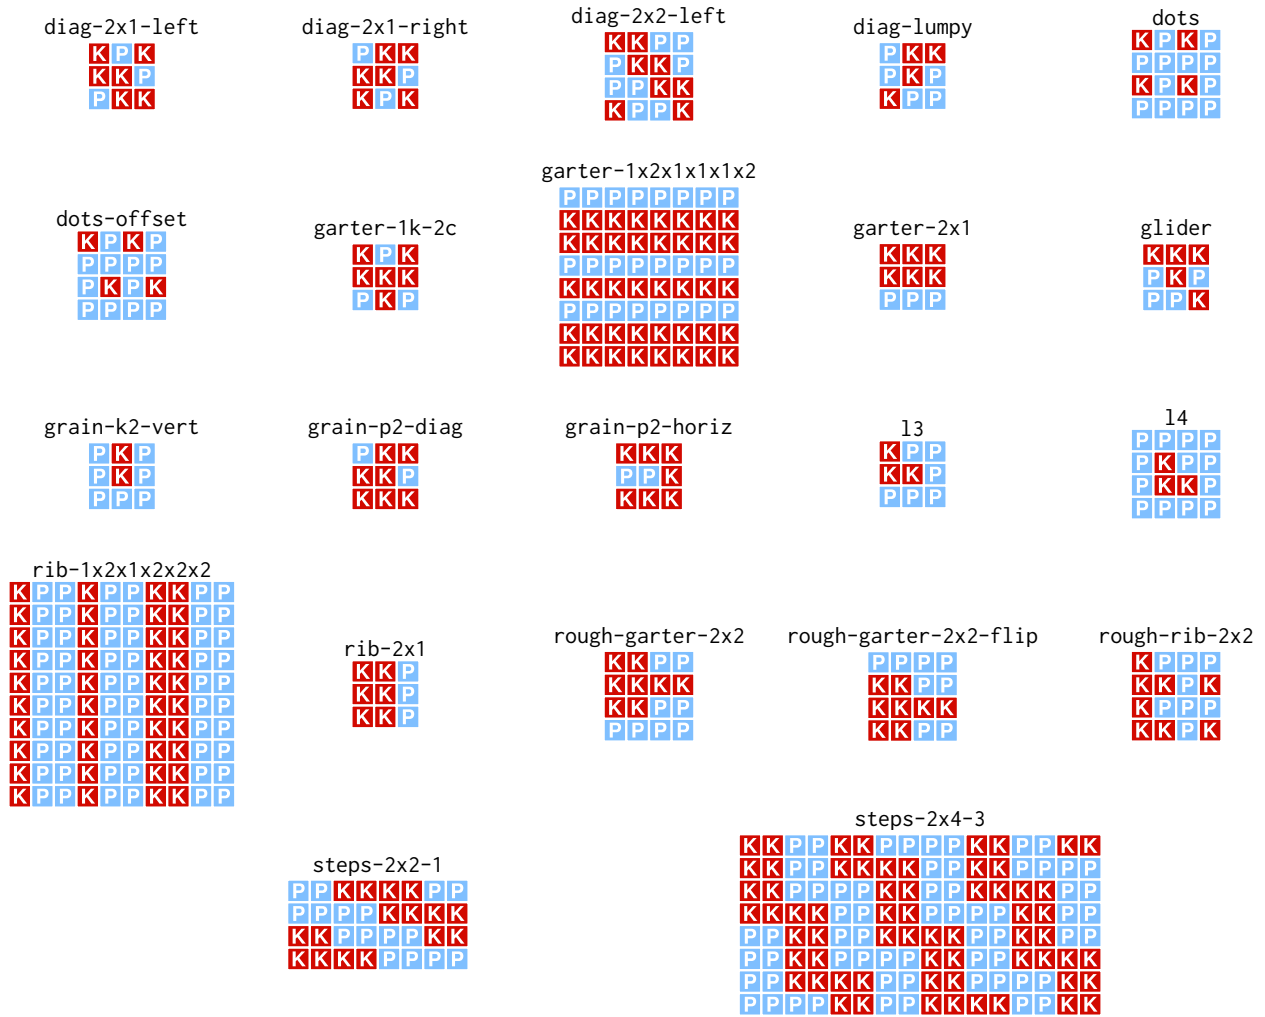 diag-2x1-left
K P K
K K P
P K K
diag-2x1-right
P K K
K K P
K P K
diag-2x2-left
K K P P
P K K P
P P K K
K P P K
diag-lumpy
P K K
P K P
K P P
dots
K P K P
P P P P
K P K P
P P P P
dots-offset
K P K P
P P P P
P K P K
P P P P
garter-1k-2c
K P K
K K K
P K P
garter-1x2x1x1x1x2
P P P P P P P P
K K K K K K K K
K K K K K K K K
P P P P P P P P
K K K K K K K K
P P P P P P P P
K K K K K K K K
K K K K K K K K
garter-2x1
K K K
K K K
P P P
glider
K K K
P K P
P P K
grain-k2-vert
P K P
P K P
P P P
grain-p2-diag
P K K
K K P
K K K
grain-p2-horiz
K K K
P P K
K K K
l3
K P P
K K P
P P P
l4
P P P P
P K P P
P K K P
P P P P
rib-1x2x1x2x2x2
K P P K P P K K P P
K P P K P P K K P P
K P P K P P K K P P
K P P K P P K K P P
K P P K P P K K P P
K P P K P P K K P P
K P P K P P K K P P
K P P K P P K K P P
K P P K P P K K P P
K P P K P P K K P P
rib-2x1
K K P
K K P
K K P
rough-garter-2x2
K K P P
K K K K
K K P P
P P P P
rough-garter-2x2-flip
P P P P
K K P P
K K K K
K K P P
rough-rib-2x2
K P P P
K K P K
K P P P
K K P K
steps-2x2-1
P P K K K K P P
P P P P K K K K
K K P P P P K K
K K K K P P P P
steps-2x4-3
K K P P K K P P P P K K P P K K
K K P P K K K K P P K K P P P P
K K P P P P K K P P K K K K P P
K K K K P P K K P P P P K K P P
P P K K P P K K K K P P K K P P
P P K K P P P P K K P P K K K K
P P K K K K P P K K P P P P K K
P P P P K K P P K K K K P P K K